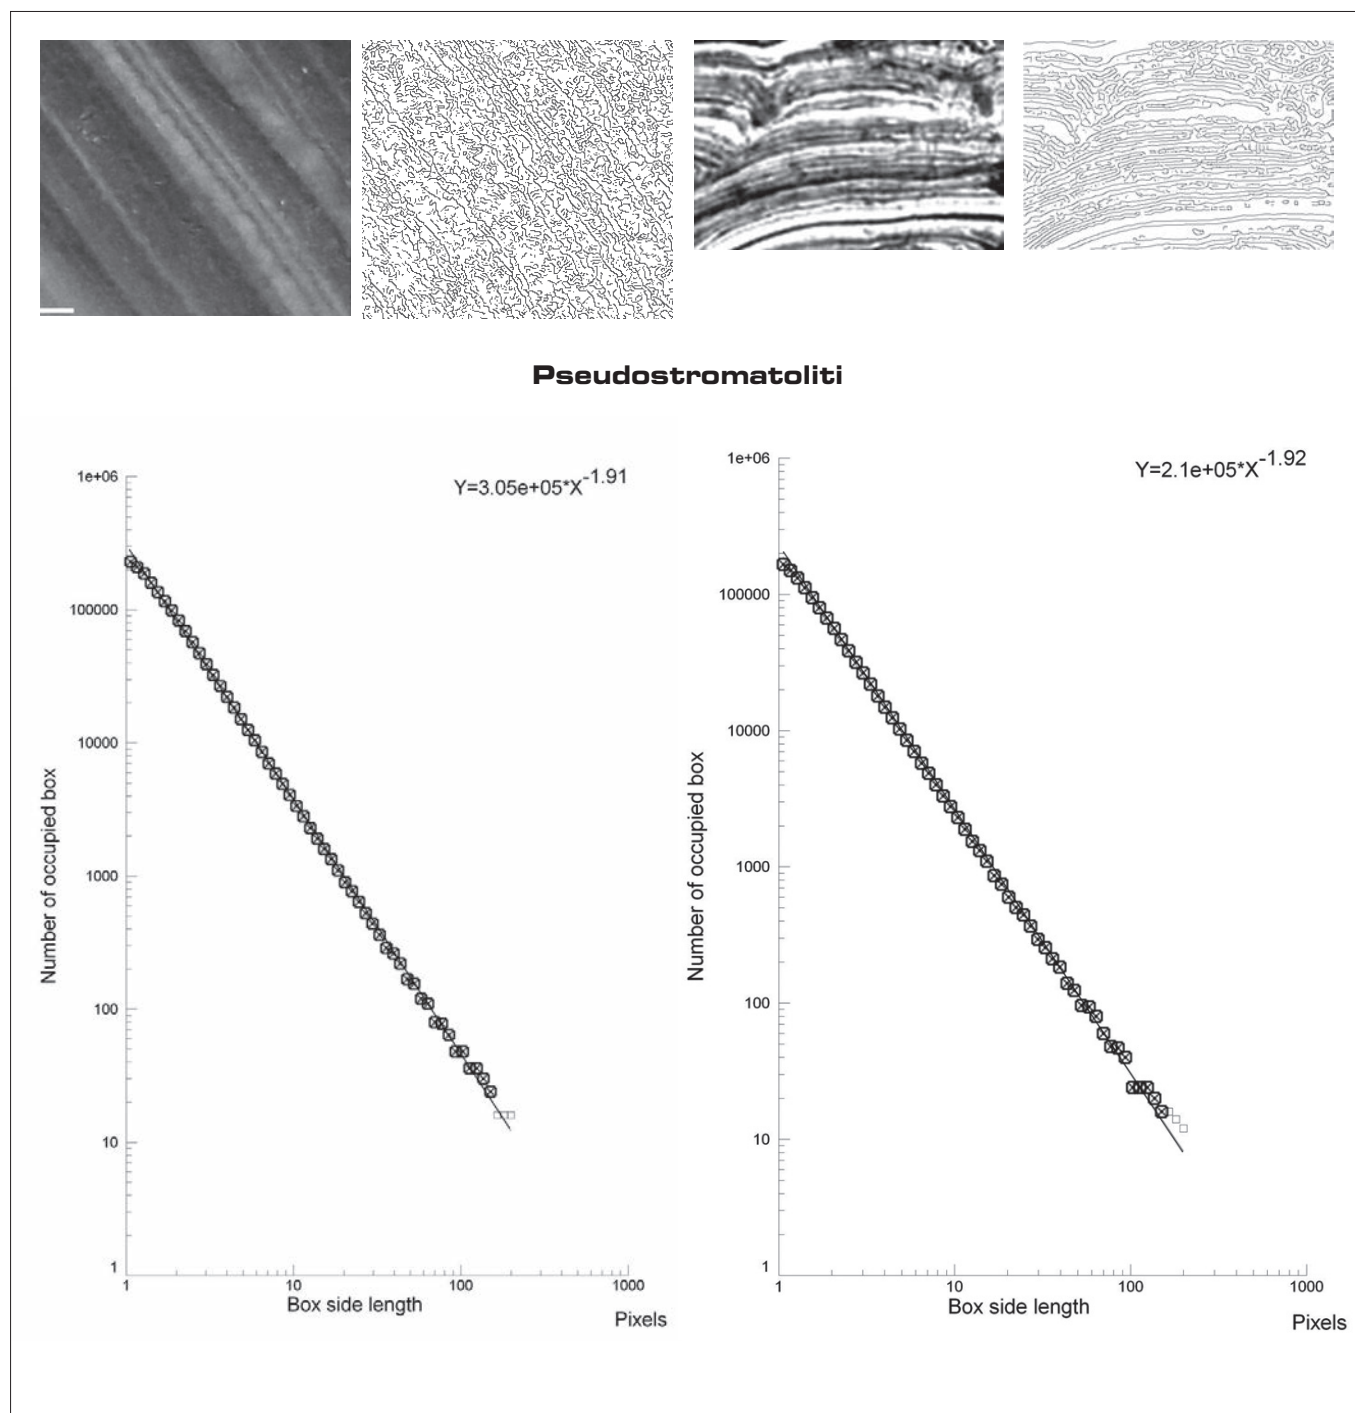 Pseudostromatoliti
Y=3.05e+05*X^-1.91
1e+06
100000
10000
1000
100
10
1
Number of occupied box
1
10
100
1000
Box side length
Pixels
Y=2.1e+05*X^-1.92
1e+06
100000
10000
1000
100
10
1
Number of occupied box
1
10
100
1000
Box side length
Pixels